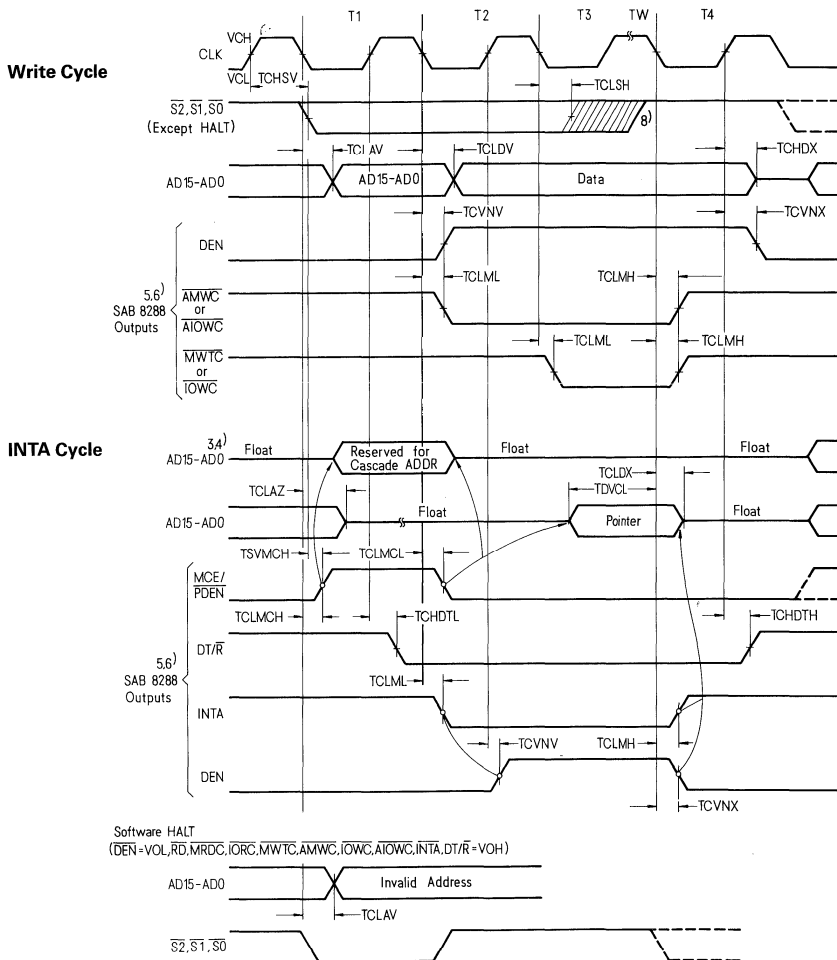 T1 T2 T3 TW T4
Write Cycle
VCH
CLK
VCL TCHSV
TCLSH
S2,S1,S0
(Except HALT)
8)
TCLAV TCLDV TCHDX
AD15-AD0 AD15-AD0 Data
TCVNV TCVNX
DEN
TCLML TCLMH
5,6)
SAB 8288
Outputs
AMWC
or
AIOWC
TCLML TCLMH
MWTC
or
IOWC
INTA Cycle
3,4)
AD15-AD0 Float Reserved for Cascade ADDR Float Float
TCLDX
TCLAZ TDVCL
AD15-AD0 Float Pointer Float
TSVMCH TCLMCL
MCE/
PDEN
TCLMCH TCHDTL TCHDTH
DT/R
5,6)
SAB 8288
Outputs
TCLML
INTA
TCVNV TCLMH
DEN
TCVNX
Software HALT
(DEN=VOL,RD,MRDC,IORC,MWTC,AMWC,IOWC,AIOWC,INTA,DT/R=VOH)
AD15-AD0 Invalid Address
TCLAV
S2,S1,S0